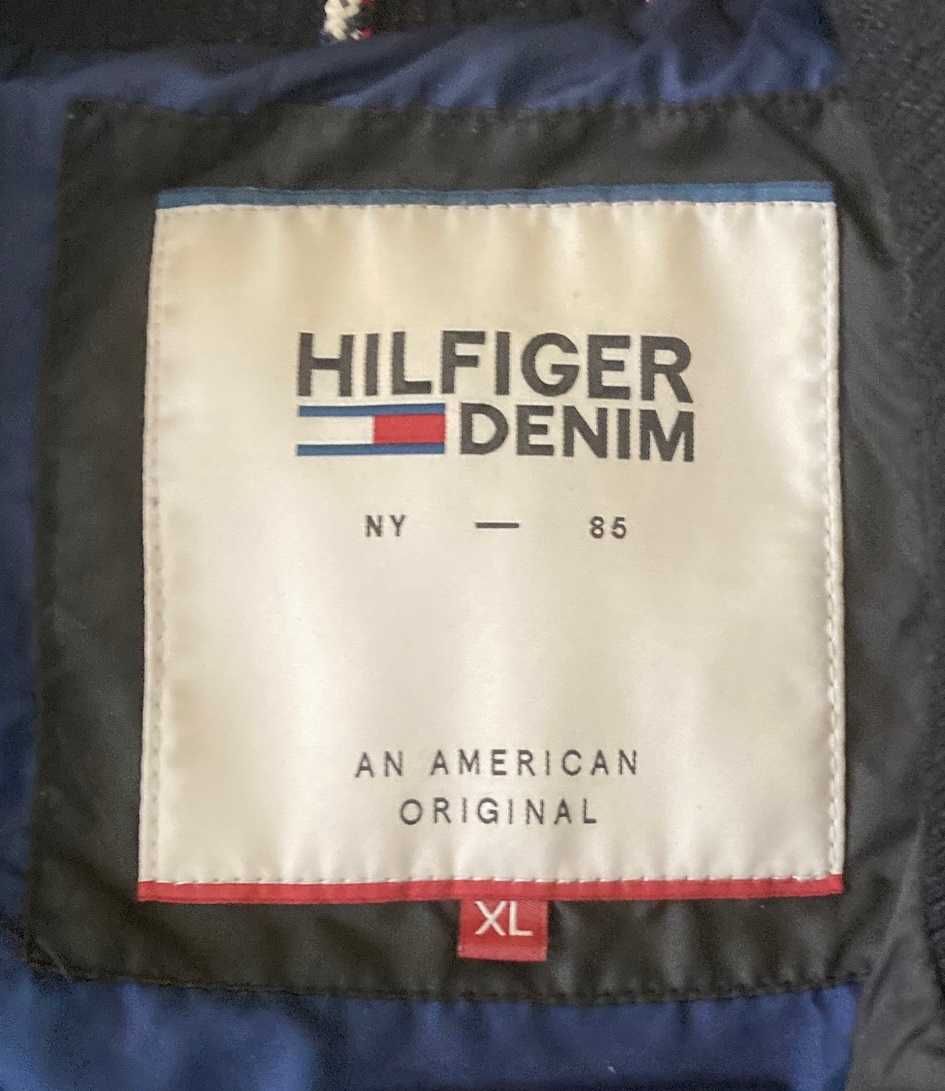 HILFIGER
DENIM
NY — 85
AN AMERICAN
ORIGINAL
XL